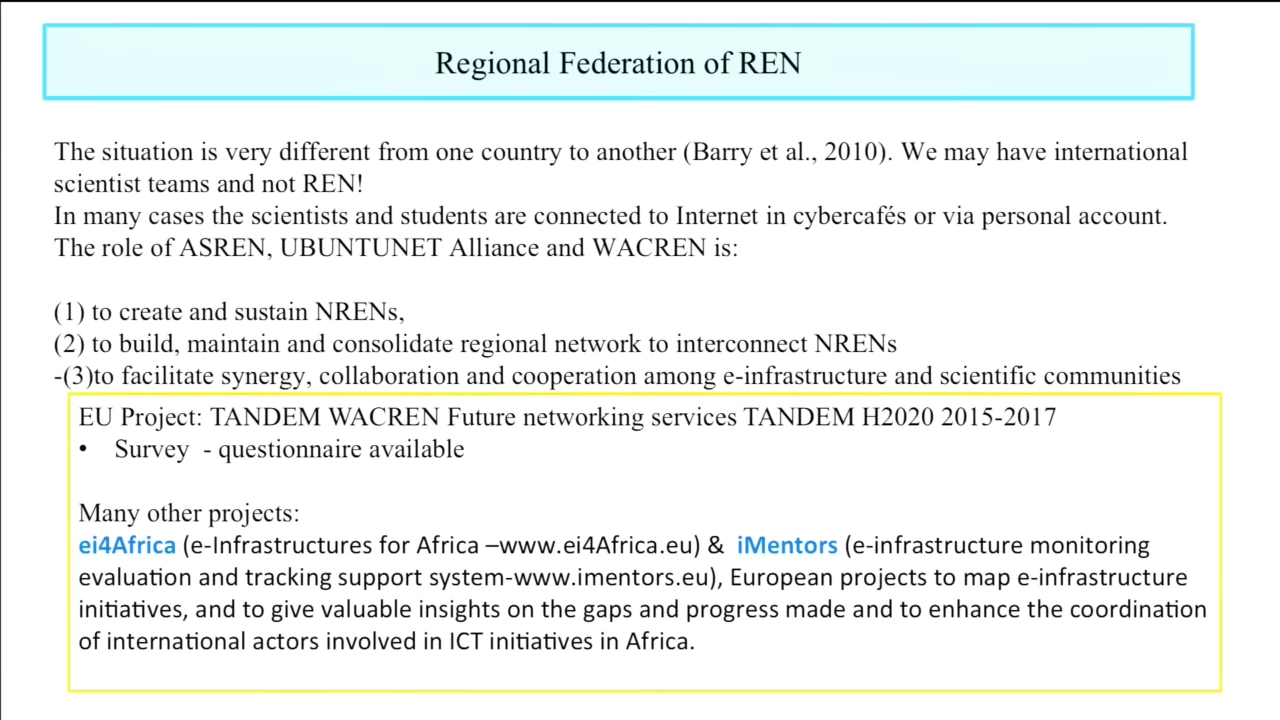 Regional Federation of REN
The situation is very different from one country to another (Barry et al., 2010). We may have international
scientist teams and not REN!
In many cases the scientists and students are connected to Internet in cybercafés or via personal account.
The role of ASREN, UBUNTUNET Alliance and WACREN is:
(1) to create and sustain NRENs,
(2) to build, maintain and consolidate regional network to interconnect NRENs
-(3)to facilitate synergy, collaboration and cooperation among e-infrastructure and scientific communities
EU Project: TANDEM WACREN Future networking services TANDEM H2020 2015-2017
• Survey - questionnaire available
Many other projects:
ei4Africa (e-Infrastructures for Africa –www.ei4Africa.eu) & iMentors (e-infrastructure monitoring
evaluation and tracking support system-www.imentors.eu), European projects to map e-infrastructure
initiatives, and to give valuable insights on the gaps and progress made and to enhance the coordination
of international actors involved in ICT initiatives in Africa.